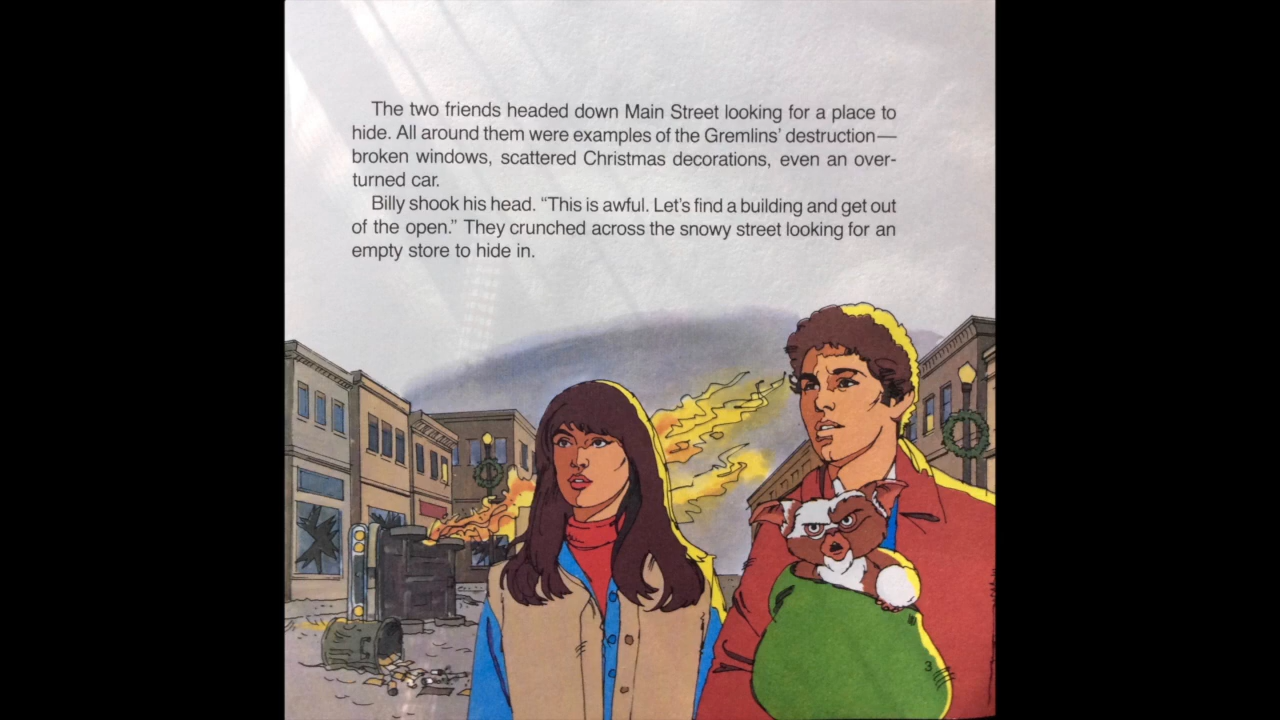 The two friends headed down Main Street looking for a place to
hide. All around them were examples of the Gremlins' destruction—
broken windows, scattered Christmas decorations, even an over-
turned car.
Billy shook his head. “This is awful. Let's find a building and get out
of the open.” They crunched across the snowy street looking for an
empty store to hide in.
3